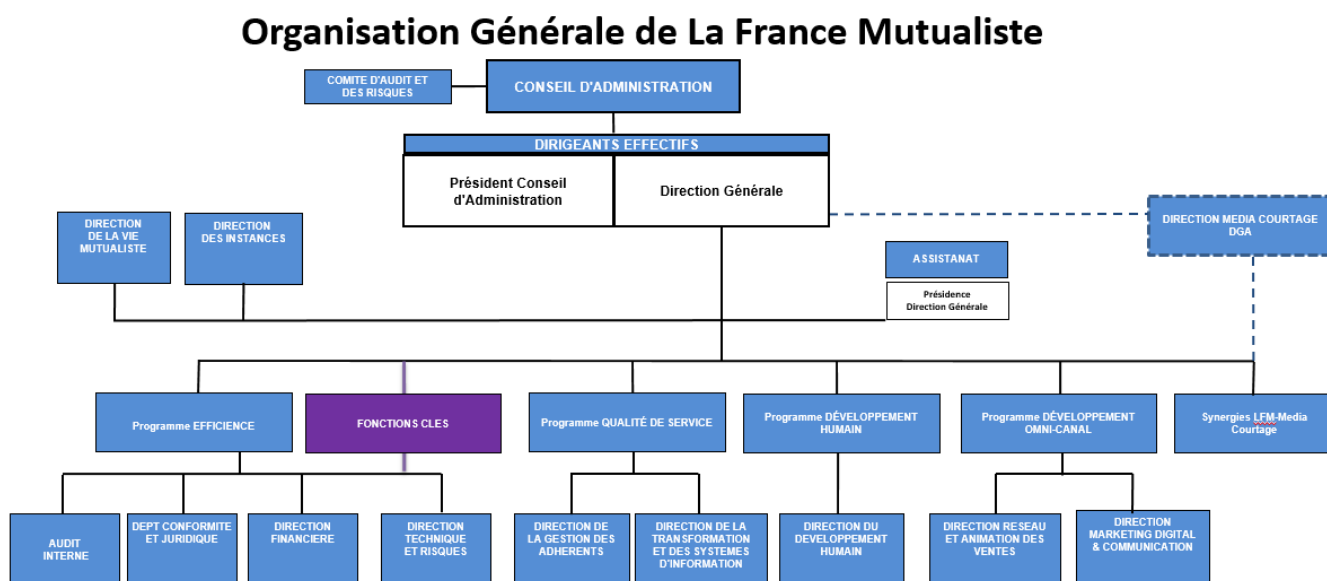 Organisation Générale de La France Mutualiste
COMITE D'AUDIT ET
DES RISQUES
CONSEIL D'ADMINISTRATION
DIRIGEANTS EFFECTIFS
Président Conseil
d'Administration
Direction Générale
DIRECTION
DE LA VIE
MUTUALISTE
DIRECTION
DES INSTANCES
DIRECTION MEDIA COURTAGE
DGA
ASSISTANAT
Présidence
Direction Générale
Programme EFFICIENCE
FONCTIONS CLES
Programme QUALITÉ DE SERVICE
Programme DÉVELOPPEMENT
HUMAIN
Programme DÉVELOPPEMENT
OMNI-CANAL
Synergies LFM-Media
Courtage
AUDIT
INTERNE
DEPT CONFORMITE
ET JURIDIQUE
DIRECTION
FINANCIERE
DIRECTION
TECHNIQUE
ET RISQUES
DIRECTION DE
LA GESTION DES
ADHERENTS
DIRECTION DE LA
TRANSFORMATION
ET DES SYSTEMES
D'INFORMATION
DIRECTION DU
DEVELOPPEMENT
HUMAIN
DIRECTION RESEAU
ET ANIMATION DES
VENTES
DIRECTION
MARKETING DIGITAL
& COMMUNICATION